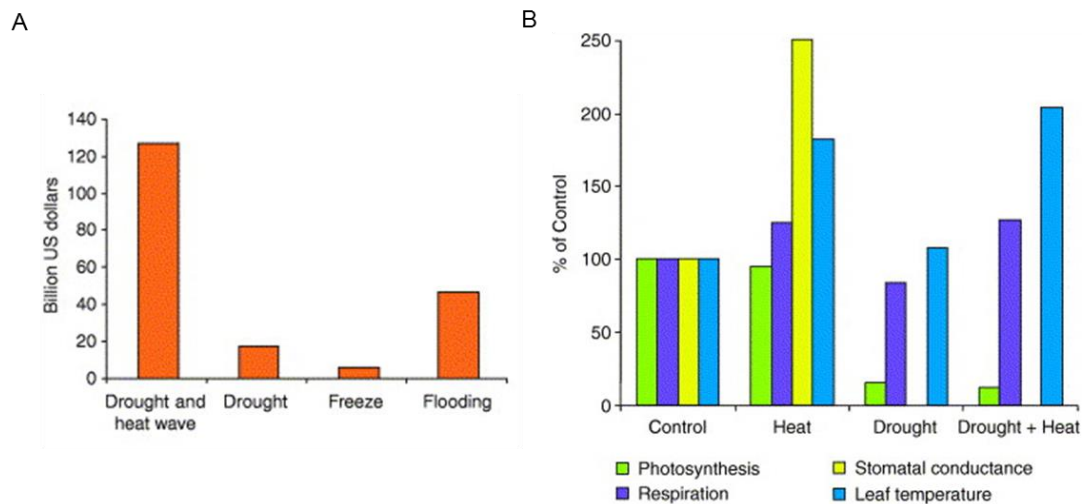 A
Billion US dollars
140
120
100
80
60
40
20
0
Drought and
heat wave
Drought
Freeze
Flooding
B
% of Control
250
200
150
100
50
0
Control
Heat
Drought
Drought + Heat
Photosynthesis
Respiration
Stomatal conductance
Leaf temperature